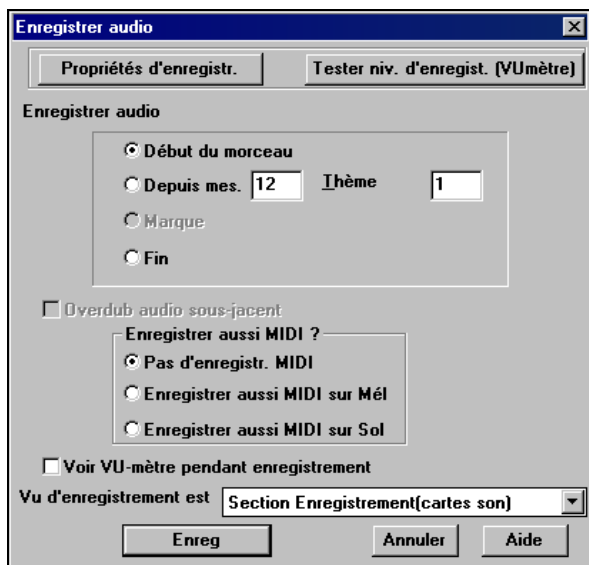 Enregistrer audio
Propriétés d'enregistr. Tester niv. d'enregist. (VUmètre)
Enregistrer audio
Début du morceau
Depuis mes. 12 Thème 1
Marque
Fin
Overdub audio sous-jacent
Enregistrer aussi MIDI ?
Pas d'enregistr. MIDI
Enregistrer aussi MIDI sur Mél
Enregistrer aussi MIDI sur Sol
Voir VU-mètre pendant enregistrement
Vu d'enregistrement est Section Enregistrement(cartes son)
Enreg Annuler Aide